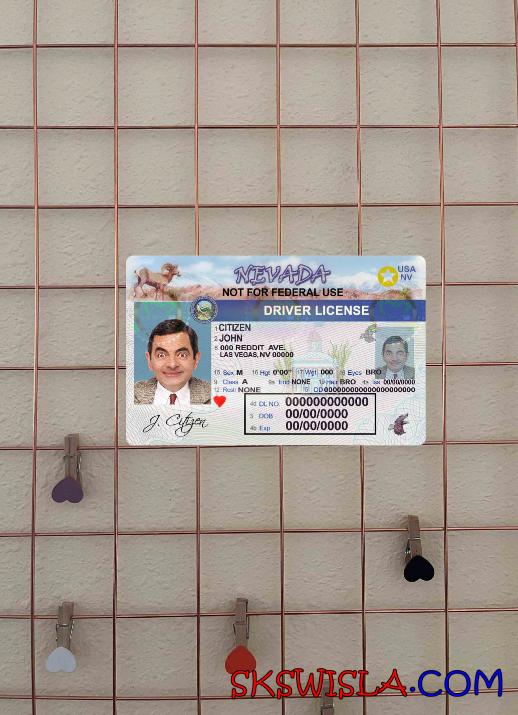 NEVADA
USA
NV
NOT FOR FEDERAL USE
DRIVER LICENSE
1 CITIZEN
2 JOHN
8 000 REDDIT AVE.
LAS VEGAS, NV 00000
15 Sex M 16 Hgt 0'00" 17 Wgt 000 18 Eyes BRO
9 Class A 9a End NONE 19 Hair BRO 4a Iss 00/00/0000
12 Rest NONE 5 DD 0000000000000000000000
4d DL NO. 000000000000
3 DOB 00/00/0000
4b Exp 00/00/0000
J. Citizen
SKSWISLA.COM